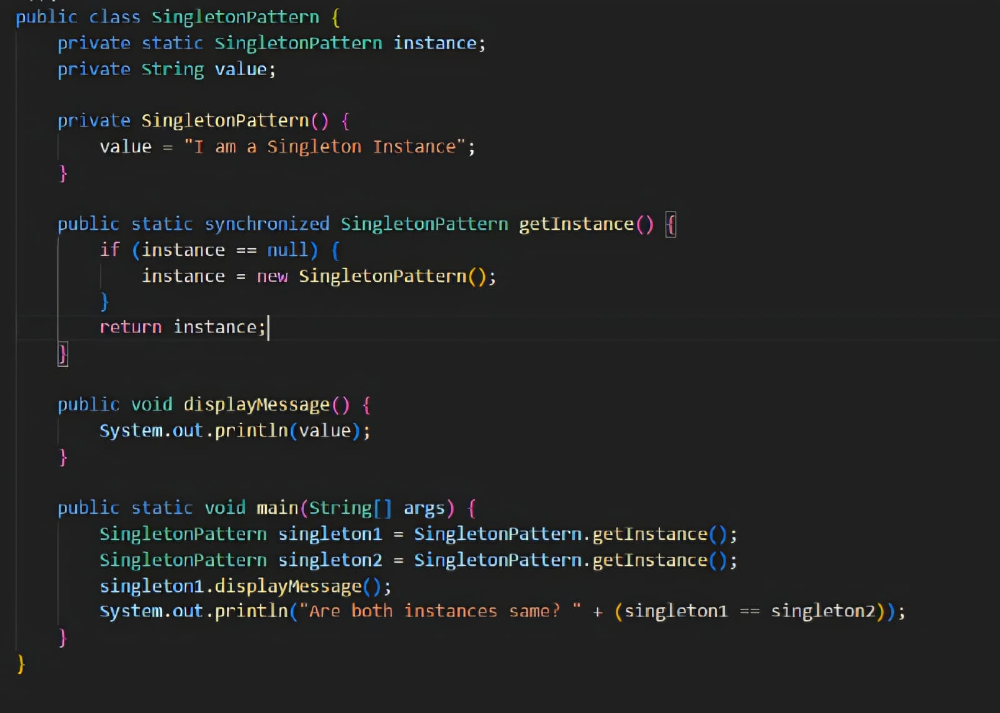 public class SingletonPattern {
    private static SingletonPattern instance;
    private String value;

    private SingletonPattern() {
        value = "I am a Singleton Instance";
    }

    public static synchronized SingletonPattern getInstance() {
        if (instance == null) {
            instance = new SingletonPattern();
        }
        return instance;
    }

    public void displayMessage() {
        System.out.println(value);
    }

    public static void main(String[] args) {
        SingletonPattern singleton1 = SingletonPattern.getInstance();
        SingletonPattern singleton2 = SingletonPattern.getInstance();
        singleton1.displayMessage();
        System.out.println("Are both instances same? " + (singleton1 == singleton2));
    }
}